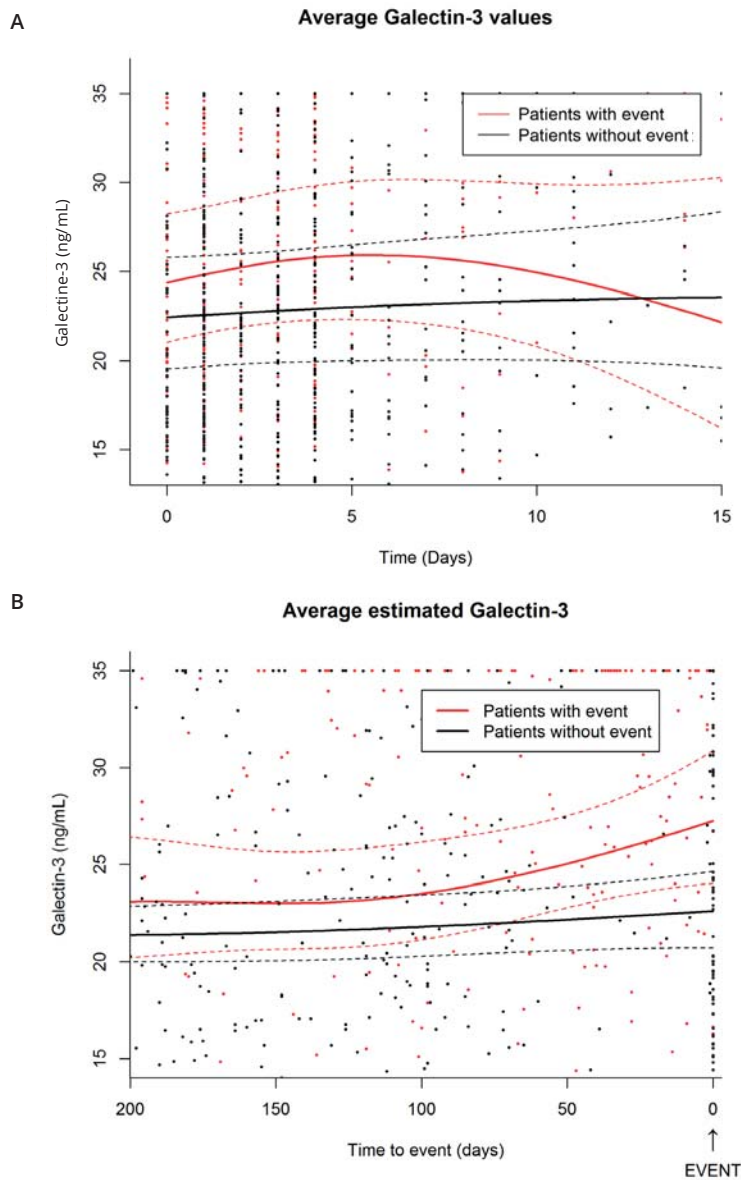 A
Average Galectin-3 values
Galectine-3 (ng/mL)
35
30
25
20
15
Patients with event
Patients without event :
0
5
10
15
Time (Days)
B
Average estimated Galectin-3
Galectin-3 (ng/mL)
35
30
25
20
15
Patients with event
Patients without event
200
150
100
50
0
Time to event (days)
↑
EVENT